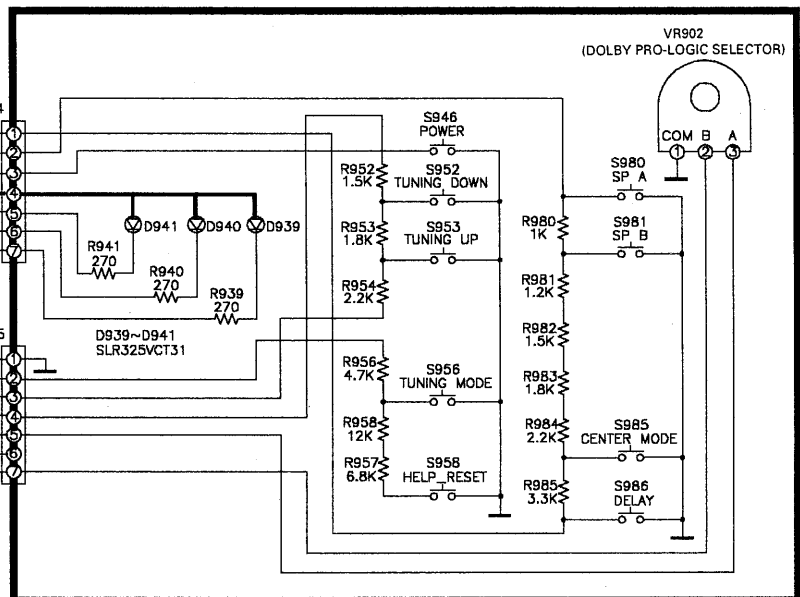 VR902
(DOLBY PRO-LOGIC SELECTOR)
COM B A
1 2 3
4
1
2
3
4
5
6
7
D941
D940
D939
R941
270
R940
270
R939
270
D939~D941
SLR325VCT31
S946
POWER
R952
1.5K
S952
TUNING DOWN
R953
1.8K
S953
TUNING UP
R954
2.2K
S980
SP A
R980
1K
S981
SP B
R981
1.2K
R982
1.5K
R983
1.8K
R984
2.2K
S985
CENTER MODE
R985
3.3K
S986
DELAY
5
1
2
3
4
5
6
7
R956
4.7K
S956
TUNING MODE
R958
12K
R957
6.8K
S958
HELP RESET